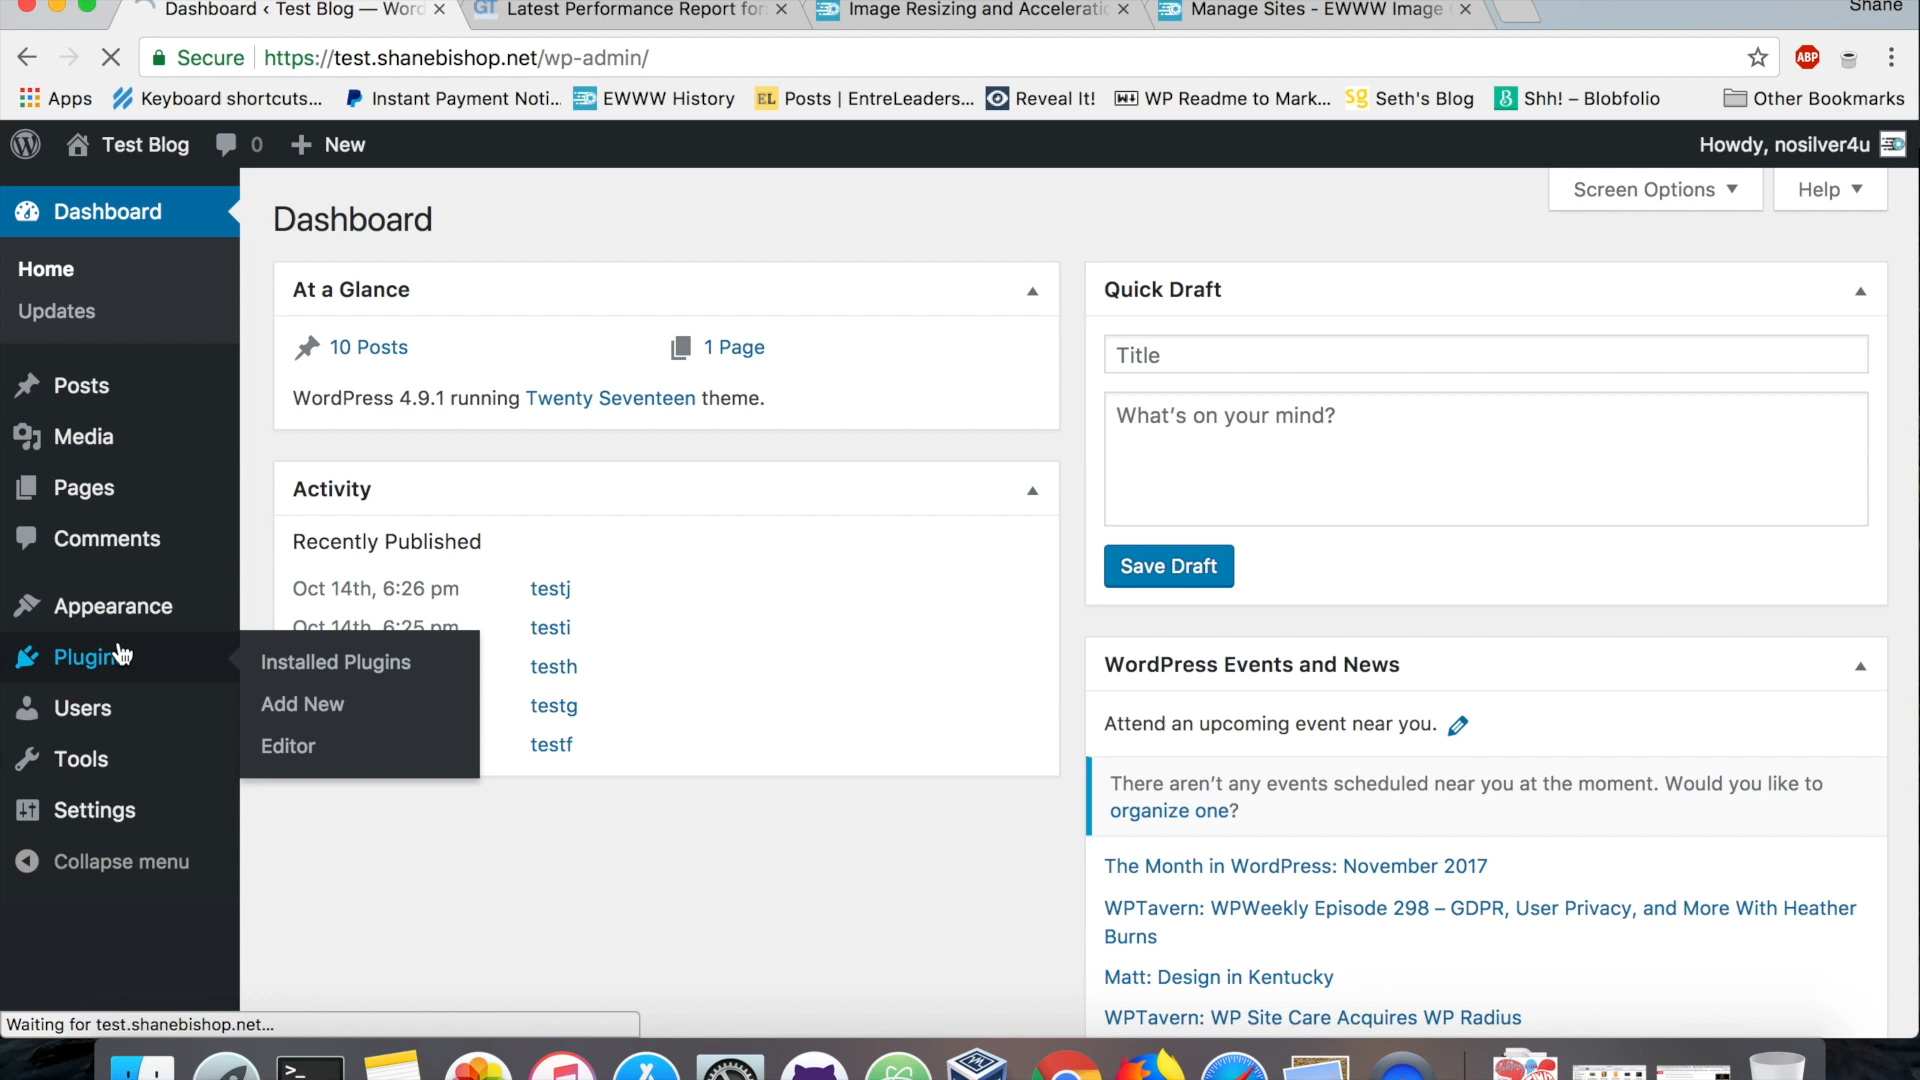 Dashboard ‹ Test Blog — Word
GT Latest Performance Report for:
Image Resizing and Acceleratic
Manage Sites - EWWW Image
Shane
Secure https://test.shanebishop.net/wp-admin/
ABP
Apps
Keyboard shortcuts...
Instant Payment Noti...
EWWW History
EL Posts | EntreLeaders...
Reveal It!
WP Readme to Mark...
sg Seth's Blog
Shh! – Blobfolio
Other Bookmarks
Test Blog
0
New
Howdy, nosilver4u
Dashboard
Home
Updates
Posts
Media
Pages
Comments
Appearance
Plugin
Users
Tools
Settings
Collapse menu
Installed Plugins
Add New
Editor
Screen Options
Help
Dashboard
At a Glance
10 Posts
1 Page
WordPress 4.9.1 running Twenty Seventeen theme.
Activity
Recently Published
Oct 14th, 6:26 pm testj
Oct 14th, 6:25 pm testi
testh
testg
testf
Quick Draft
Title
What's on your mind?
Save Draft
WordPress Events and News
Attend an upcoming event near you.
There aren't any events scheduled near you at the moment. Would you like to
organize one?
The Month in WordPress: November 2017
WPTavern: WPWeekly Episode 298 – GDPR, User Privacy, and More With Heather
Burns
Matt: Design in Kentucky
WPTavern: WP Site Care Acquires WP Radius
Waiting for test.shanebishop.net...